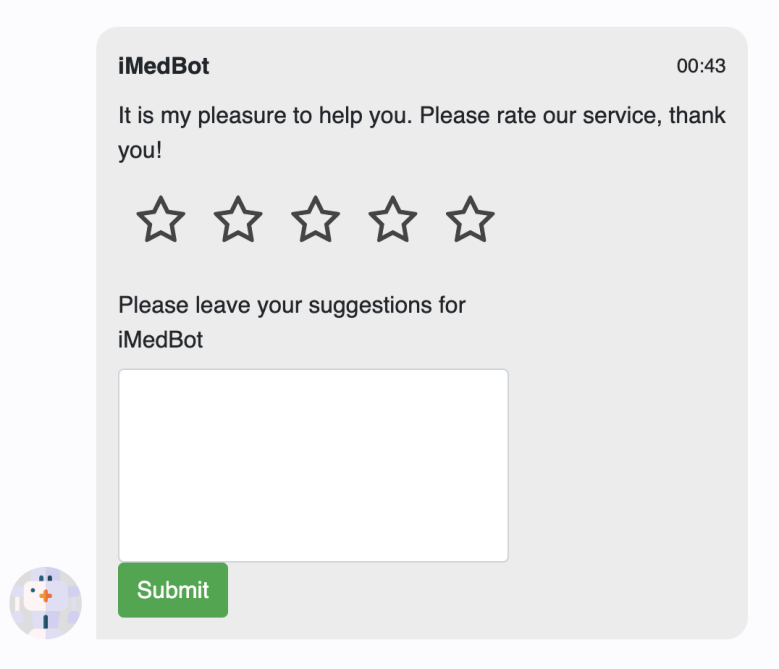 iMedBot 00:43
It is my pleasure to help you. Please rate our service, thank
you!
Please leave your suggestions for
iMedBot
Submit